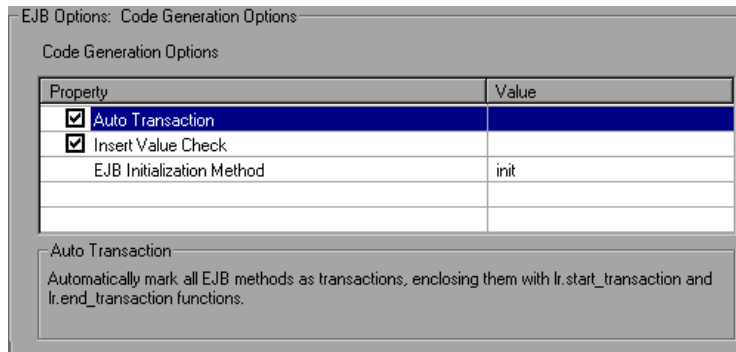 EJB Options: Code Generation Options
Code Generation Options
Property Value
Auto Transaction
Insert Value Check
EJB Initialization Method init
Auto Transaction
Automatically mark all EJB methods as transactions, enclosing them with lr.start_transaction and
lr.end_transaction functions.